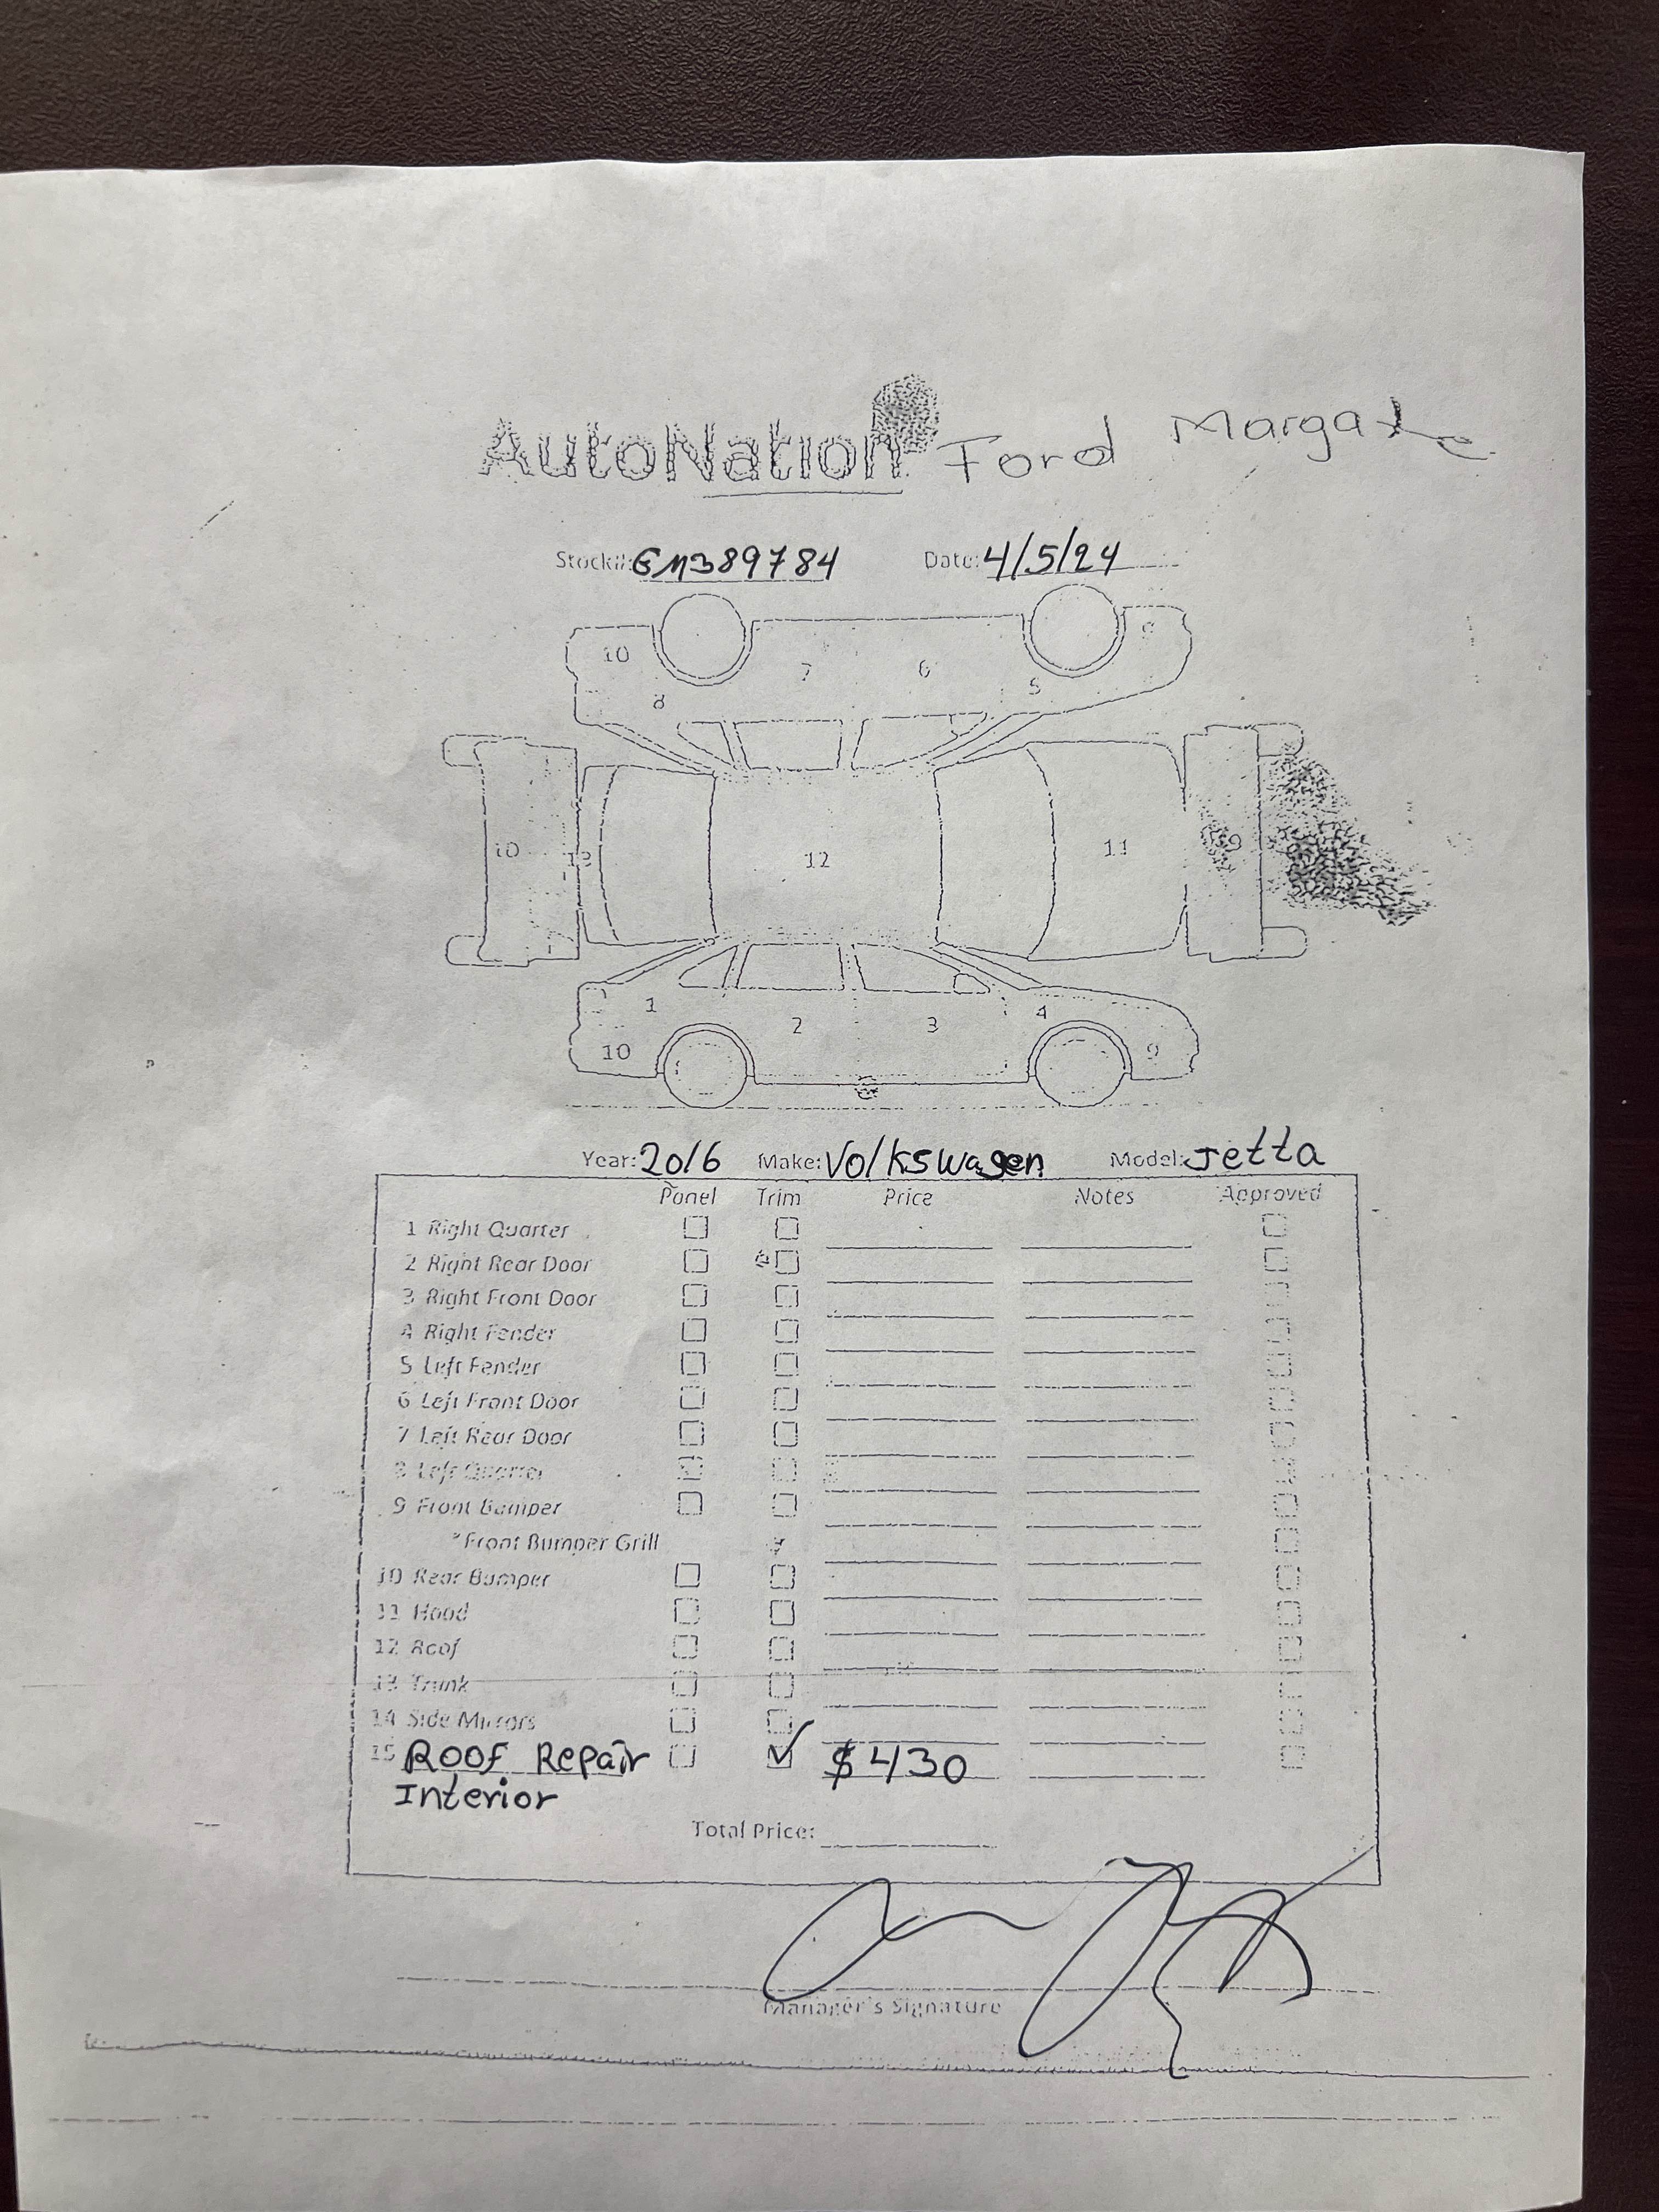 AutoNation Ford Margate
Stock#: GM389784 Date: 4/5/24
10 7 6 9
8 5
10 13 12 11 9
1 2 3 4
10 9
Year: 2016 Make: Volkswagen Model: Jetta
Panel Trim Price Notes Approved
1 Right Quarter
2 Right Rear Door
3 Right Front Door
4 Right Fender
5 Left Fender
6 Left Front Door
7 Left Rear Door
8 Left Quarter
9 Front Bumper
*Front Bumper Grill
10 Rear Bumper
11 Hood
12 Roof
13 Trunk
14 Side Mirrors
15 Roof Repair ✓ $430
Interior
Total Price:
Manager's Signature